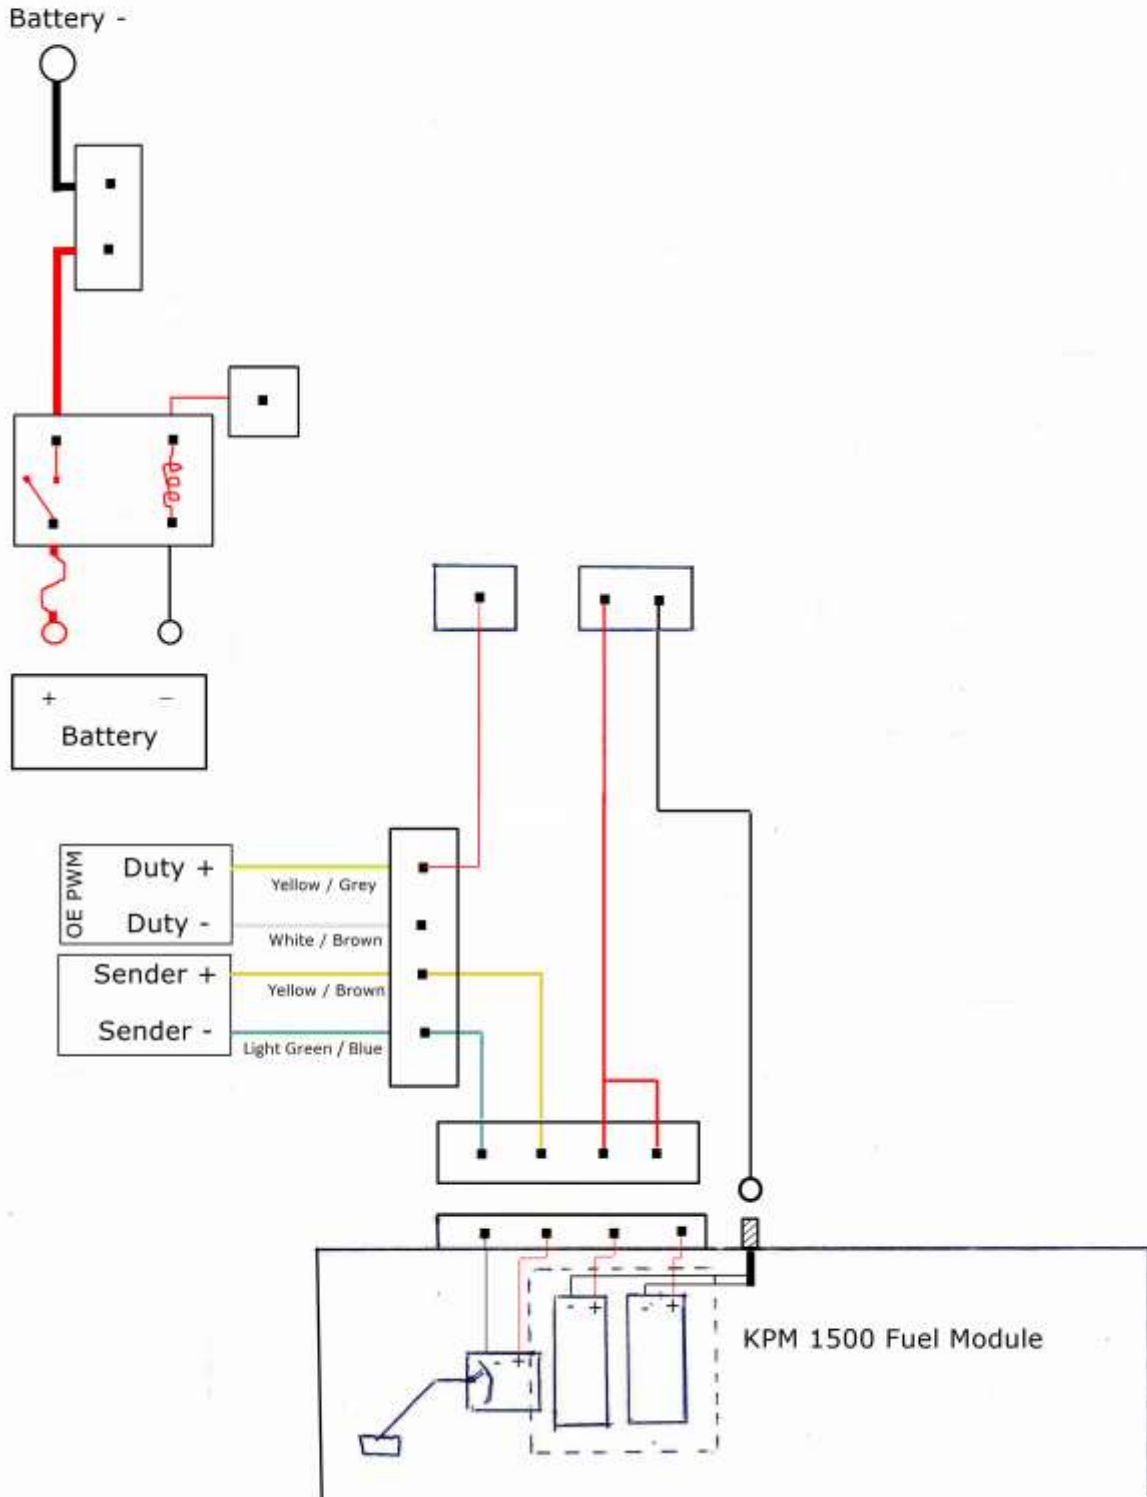 Battery -
+ −
Battery
OE PWM
Duty +
Yellow / Grey
Duty -
White / Brown
Sender +
Yellow / Brown
Sender -
Light Green / Blue
- +
- +
KPM 1500 Fuel Module
- +